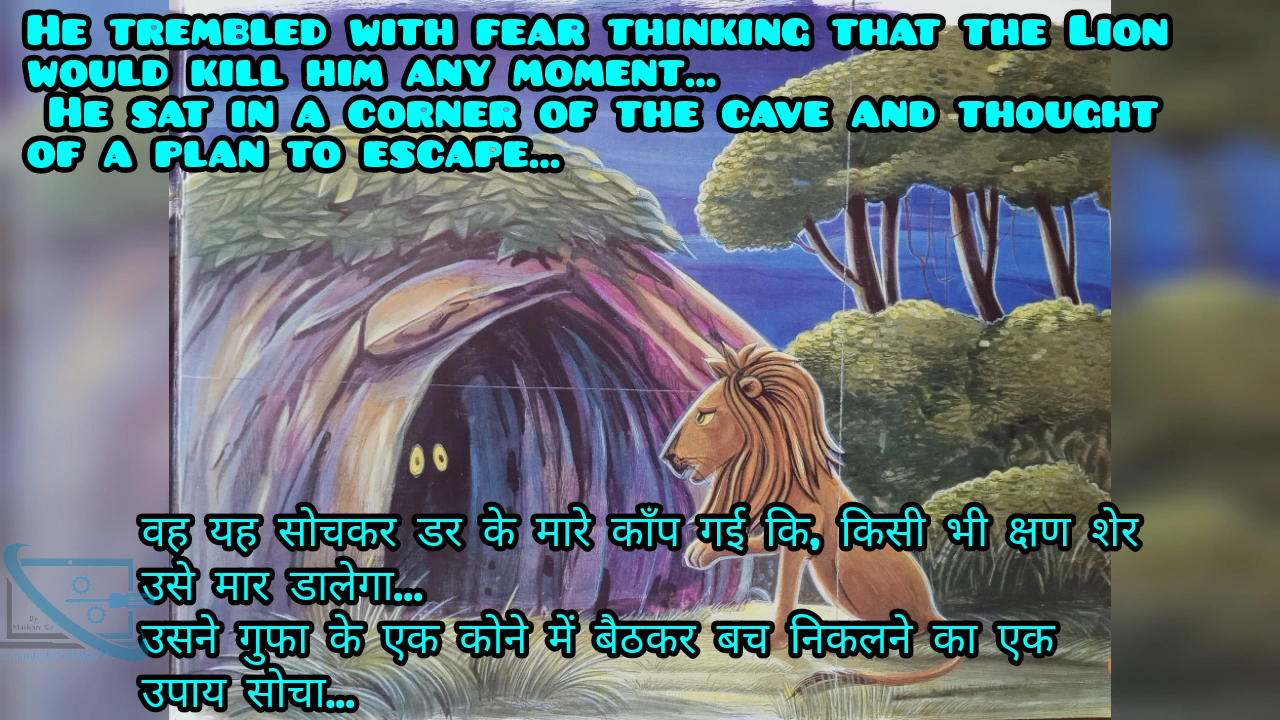 He trembled with fear thinking that the Lion
would kill him any moment...
He sat in a corner of the cave and thought
of a plan to escape...
वह यह सोचकर डर के मारे काँप गई कि, किसी भी क्षण शेर
उसे मार डालेगा...
उसने गुफा के एक कोने में बैठकर बच निकलने का एक
उपाय सोचा...
By